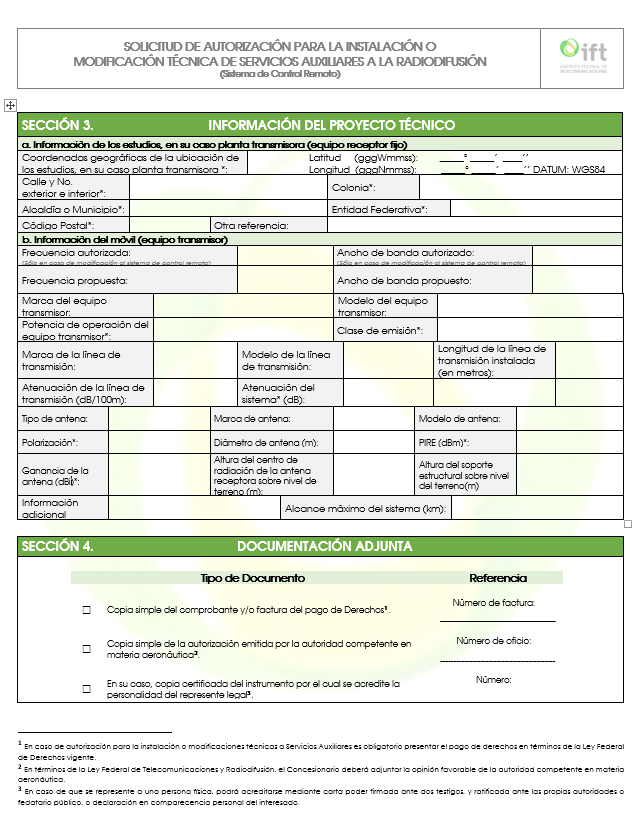 SOLICITUD DE AUTORIZACIÓN PARA LA INSTALACIÓN O
MODIFICACIÓN TÉCNICA DE SERVICIOS AUXILIARES A LA RADIODIFUSIÓN
(Sistema de Control Remoto)
ift
INSTITUTO FEDERAL DE
TELECOMUNICACIONES
SECCIÓN 3. INFORMACIÓN DEL PROYECTO TÉCNICO
a. Información de los estudios, en su caso planta transmisora (equipo receptor fijo)
Coordenadas geográficas de la ubicación de
los estudios, en su caso planta transmisora *:
Latitud (gggWmmss): _____° _____' ____''
Longitud (gggNmmss): _____° _____' ____'' DATUM: WGS84
Calle y No.
exterior e interior*:
Colonia*:
Alcaldía o Municipio*:
Entidad Federativa*:
Código Postal*:
Otra referencia:
b. Información del móvil (equipo transmisor)
Frecuencia autorizada:
(Sólo en caso de modificación al sistema de control remoto)
Ancho de banda autorizado:
(Sólo en caso de modificación al sistema de control remoto)
Frecuencia propuesta:
Ancho de banda propuesto:
Marca del equipo
transmisor:
Modelo del equipo
transmisor:
Potencia de operación del
equipo transmisor*:
Clase de emisión*:
Marca de la línea de
transmisión:
Modelo de la línea
de transmisión:
Longitud de la línea de
transmisión instalada
(en metros):
Atenuación de la línea de
transmisión (dB/100m):
Atenuación del
sistema* (dB):
Tipo de antena:
Marca de antena:
Modelo de antena:
Polarización*:
Diámetro de antena (m):
PIRE (dBm)*:
Ganancia de la
antena (dBi)*:
Altura del centro de
radiación de la antena
receptora sobre nivel de
terreno (m):
Altura del soporte
estructural sobre nivel
del terreno(m)
Información
adicional
Alcance máximo del sistema (km):
SECCIÓN 4. DOCUMENTACIÓN ADJUNTA
Tipo de Documento
Referencia
☐ Copia simple del comprobante y/o factura del pago de Derechos¹.
Número de factura:
☐ Copia simple de la autorización emitida por la autoridad competente en
materia aeronáutica².
Número de oficio:
☐ En su caso, copia certificada del instrumento por el cual se acredite la
personalidad del represente legal³.
Número:
1 En caso de autorización para la instalación o modificaciones técnicas a Servicios Auxiliares es obligatorio presentar el pago de derechos en términos de la Ley Federal
de Derechos vigente.
2 En términos de la Ley Federal de Telecomunicaciones y Radiodifusión, el Concesionario deberá adjuntar la opinión favorable de la autoridad competente en materia
aeronáutica.
3 En caso de que se represente a una persona física, podrá acreditarse mediante carta poder firmada ante dos testigos, y ratificada ante las propias autoridades o
fedatario público, o declaración en comparecencia personal del interesado.